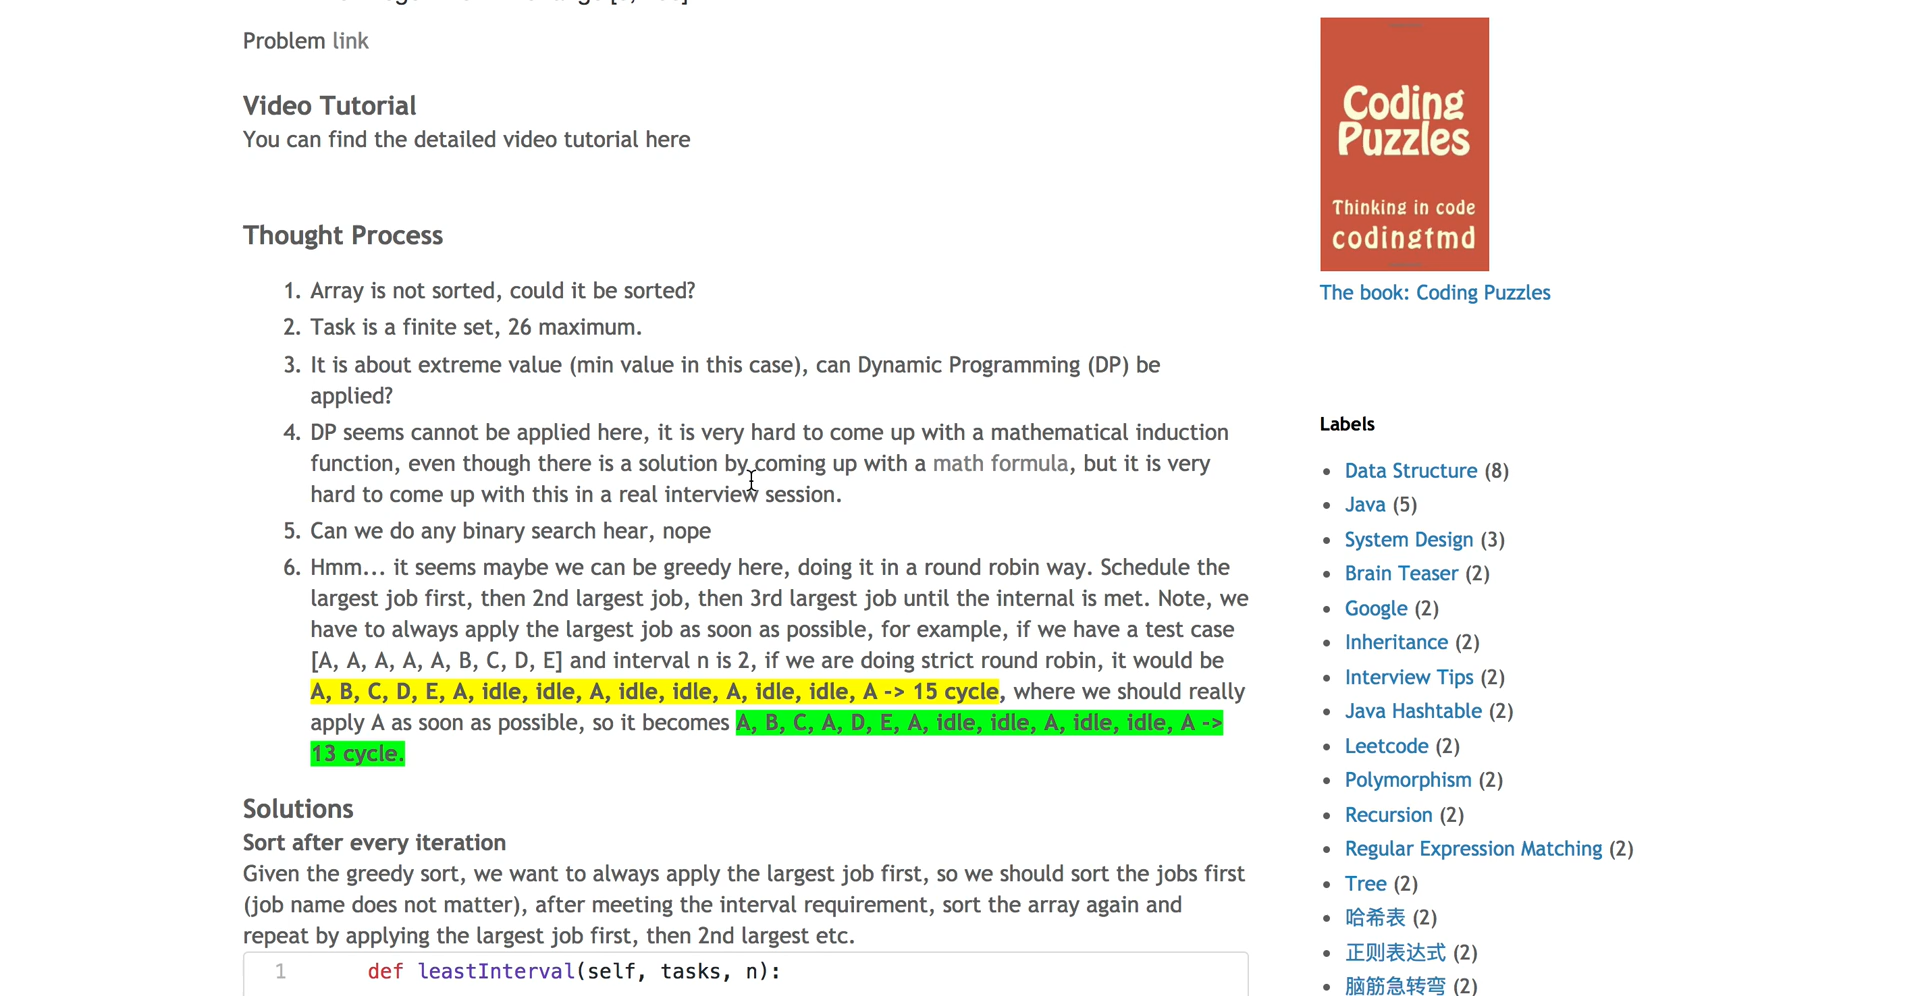 Problem link
Video Tutorial
You can find the detailed video tutorial here
Thought Process
1. Array is not sorted, could it be sorted?
2. Task is a finite set, 26 maximum.
3. It is about extreme value (min value in this case), can Dynamic Programming (DP) be
applied?
4. DP seems cannot be applied here, it is very hard to come up with a mathematical induction
function, even though there is a solution by coming up with a math formula, but it is very
hard to come up with this in a real interview session.
5. Can we do any binary search hear, nope
6. Hmm... it seems maybe we can be greedy here, doing it in a round robin way. Schedule the
largest job first, then 2nd largest job, then 3rd largest job until the internal is met. Note, we
have to always apply the largest job as soon as possible, for example, if we have a test case
[A, A, A, A, A, B, C, D, E] and interval n is 2, if we are doing strict round robin, it would be
A, B, C, D, E, A, idle, idle, A, idle, idle, A, idle, idle, A -> 15 cycle, where we should really
apply A as soon as possible, so it becomes A, B, C, A, D, E, A, idle, idle, A, idle, idle, A ->
13 cycle.
Solutions
Sort after every iteration
Given the greedy sort, we want to always apply the largest job first, so we should sort the jobs first
(job name does not matter), after meeting the interval requirement, sort the array again and
repeat by applying the largest job first, then 2nd largest etc.
1 def leastInterval(self, tasks, n):
Coding
Puzzles
Thinking in code
codingtmd
The book: Coding Puzzles
Labels
Data Structure (8)
Java (5)
System Design (3)
Brain Teaser (2)
Google (2)
Inheritance (2)
Interview Tips (2)
Java Hashtable (2)
Leetcode (2)
Polymorphism (2)
Recursion (2)
Regular Expression Matching (2)
Tree (2)
哈希表 (2)
正则表达式 (2)
脑筋急转弯 (2)